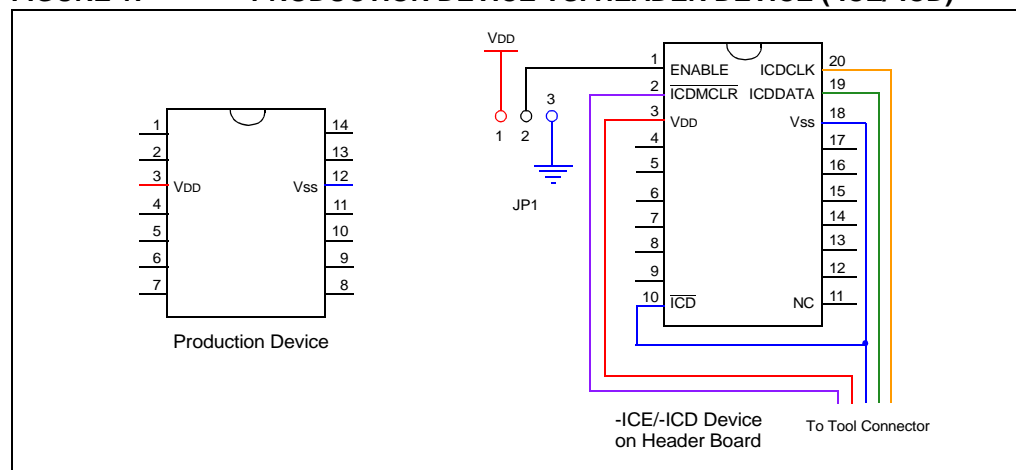 FIGURE 1: PRODUCTION DEVICE VS. HEADER DEVICE (-ICE/-ICD)
VDD
1 2 3
JP1
1 14
2 13
3 VDD VSS 12
4 11
5 10
6 9
7 8
Production Device
1 ENABLE ICDCLK 20
2 ICDMCLR ICDDATA 19
3 VDD VSS 18
4 17
5 16
6 15
7 14
8 13
9 12
10 ICD NC 11
-ICE/-ICD Device
on Header Board
To Tool Connector